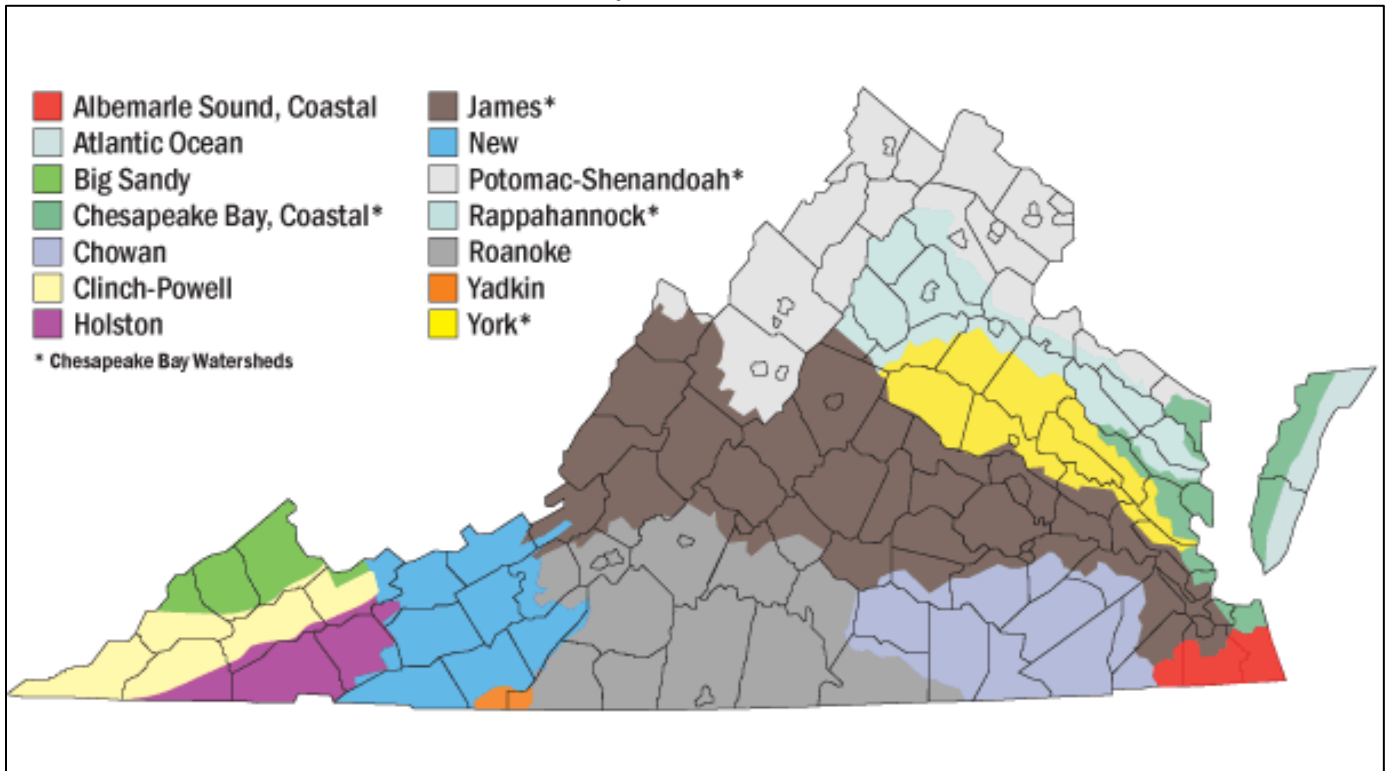 Albemarle Sound, Coastal
Atlantic Ocean
Big Sandy
Chesapeake Bay, Coastal*
Chowan
Clinch-Powell
Holston
* Chesapeake Bay Watersheds
James*
New
Potomac-Shenandoah*
Rappahannock*
Roanoke
Yadkin
York*